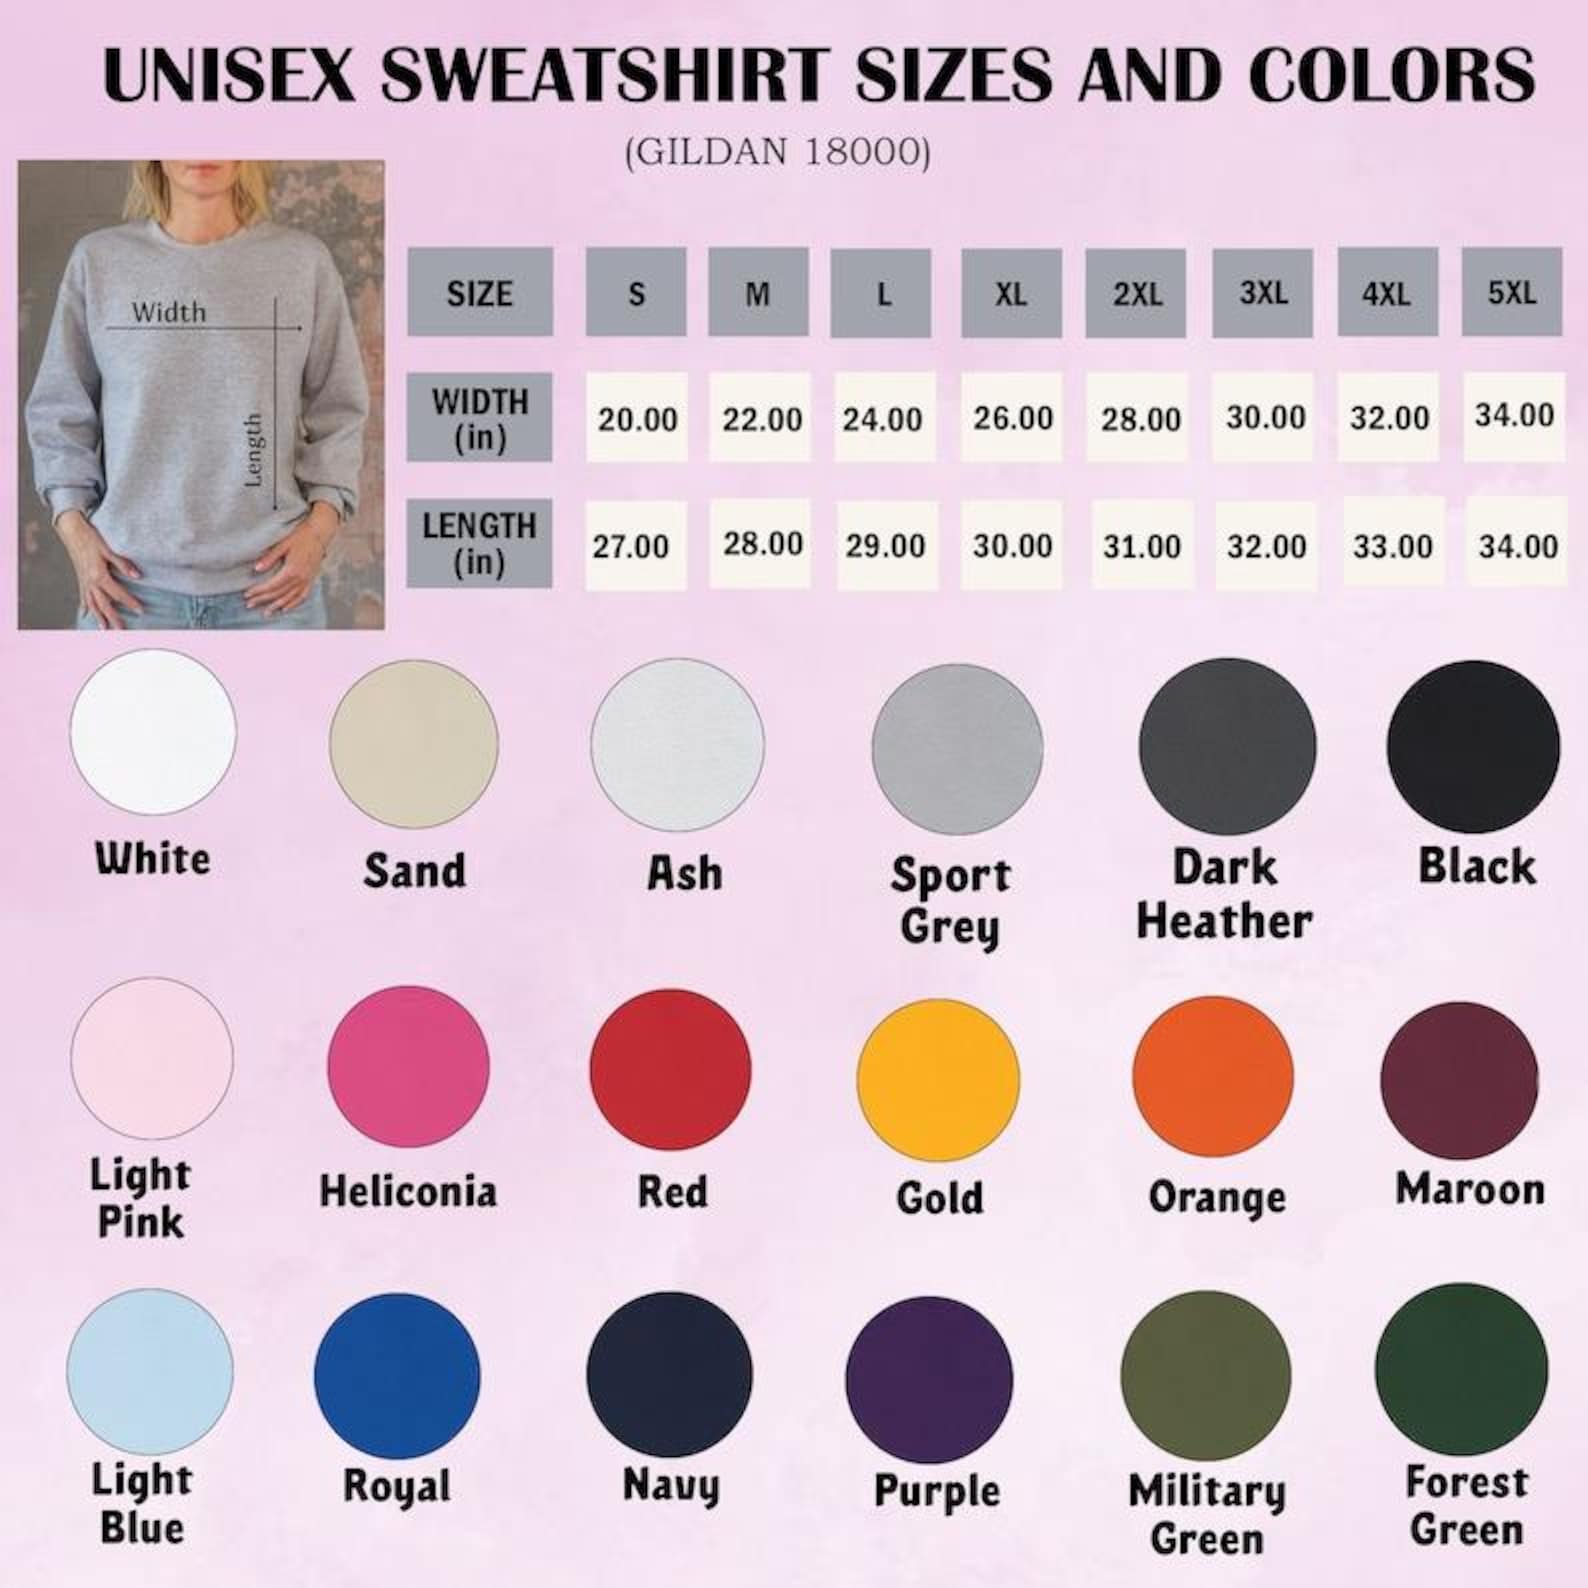 UNISEX SWEATSHIRT SIZES AND COLORS
(GILDAN 18000)
Width
Length
SIZE S M L XL 2XL 3XL 4XL 5XL
WIDTH
(in)
20.00 22.00 24.00 26.00 28.00 30.00 32.00 34.00
LENGTH
(in)
27.00 28.00 29.00 30.00 31.00 32.00 33.00 34.00
White
Sand
Ash
Sport
Grey
Dark
Heather
Black
Light
Pink
Heliconia
Red
Gold
Orange
Maroon
Light
Blue
Royal
Navy
Purple
Military
Green
Forest
Green